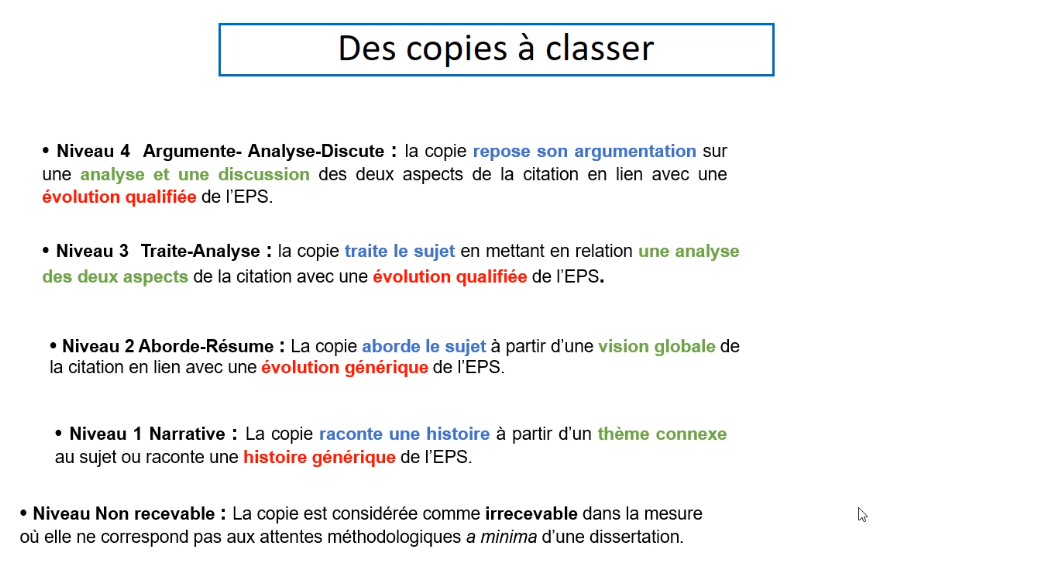 Des copies à classer
• Niveau 4 Argumente- Analyse-Discute : la copie repose son argumentation sur
une analyse et une discussion des deux aspects de la citation en lien avec une
évolution qualifiée de l’EPS.
• Niveau 3 Traite-Analyse : la copie traite le sujet en mettant en relation une analyse
des deux aspects de la citation avec une évolution qualifiée de l’EPS.
• Niveau 2 Aborde-Résume : La copie aborde le sujet à partir d’une vision globale de
la citation en lien avec une évolution générique de l’EPS.
• Niveau 1 Narrative : La copie raconte une histoire à partir d’un thème connexe
au sujet ou raconte une histoire générique de l’EPS.
• Niveau Non recevable : La copie est considérée comme irrecevable dans la mesure
où elle ne correspond pas aux attentes méthodologiques a minima d’une dissertation.